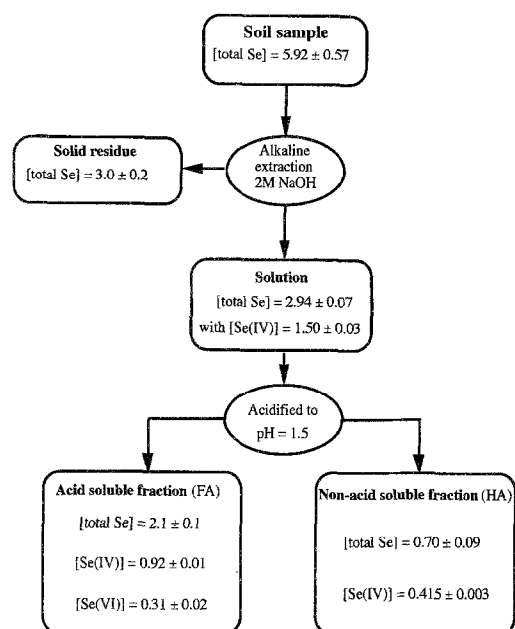 Soil sample
[total Se] = 5.92 ± 0.57
Solid residue
[total Se] = 3.0 ± 0.2
Alkaline
extraction
2M NaOH
Solution
[total Se] = 2.94 ± 0.07
with [Se(IV)] = 1.50 ± 0.03
Acidified to
pH = 1.5
Acid soluble fraction (FA)
[total Se] = 2.1 ± 0.1
[Se(IV)] = 0.92 ± 0.01
[Se(VI)] = 0.31 ± 0.02
Non-acid soluble fraction (HA)
[total Se] = 0.70 ± 0.09
[Se(IV)] = 0.415 ± 0.003